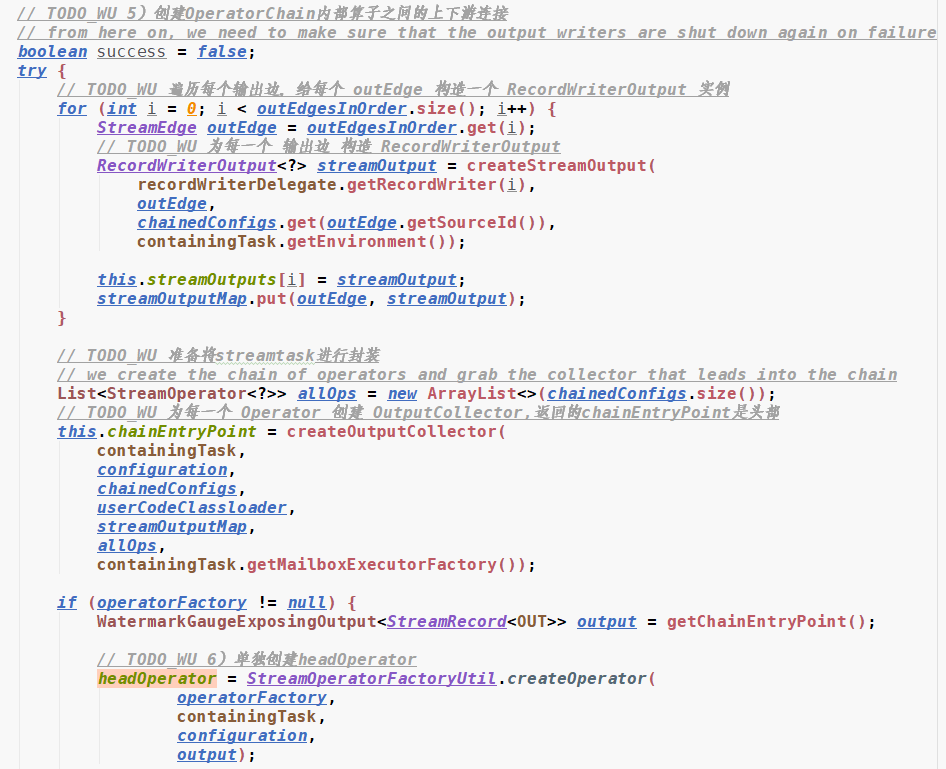 // TODO_WU 5）创建OperatorChain内部算子之间的上下游连接
// from here on, we need to make sure that the output writers are shut down again on failure
boolean success = false;
try {
// TODO_WU 遍历每个输出边，给每个 outEdge 构造一个 RecordWriterOutput 实例
for (int i = 0; i < outEdgesInOrder.size(); i++) {
StreamEdge outEdge = outEdgesInOrder.get(i);
// TODO_WU 为每一个 输出边 构造 RecordWriterOutput
RecordWriterOutput<?> streamOutput = createStreamOutput(
recordWriterDelegate.getRecordWriter(i),
outEdge,
chainedConfigs.get(outEdge.getSourceId()),
containingTask.getEnvironment());
this.streamOutputs[i] = streamOutput;
streamOutputMap.put(outEdge, streamOutput);
}
// TODO_WU 准备将streamtask进行封装
// we create the chain of operators and grab the collector that leads into the chain
List<StreamOperator<?>> allOps = new ArrayList<>(chainedConfigs.size());
// TODO_WU 为每一个 Operator 创建 OutputCollector,返回的chainEntryPoint是头部
this.chainEntryPoint = createOutputCollector(
containingTask,
configuration,
chainedConfigs,
userCodeClassloader,
streamOutputMap,
allOps,
containingTask.getMailboxExecutorFactory());
if (operatorFactory != null) {
WatermarkGaugeExposingOutput<StreamRecord<OUT>> output = getChainEntryPoint();
// TODO_WU 6）单独创建headOperator
headOperator = StreamOperatorFactoryUtil.createOperator(
operatorFactory,
containingTask,
configuration,
output);